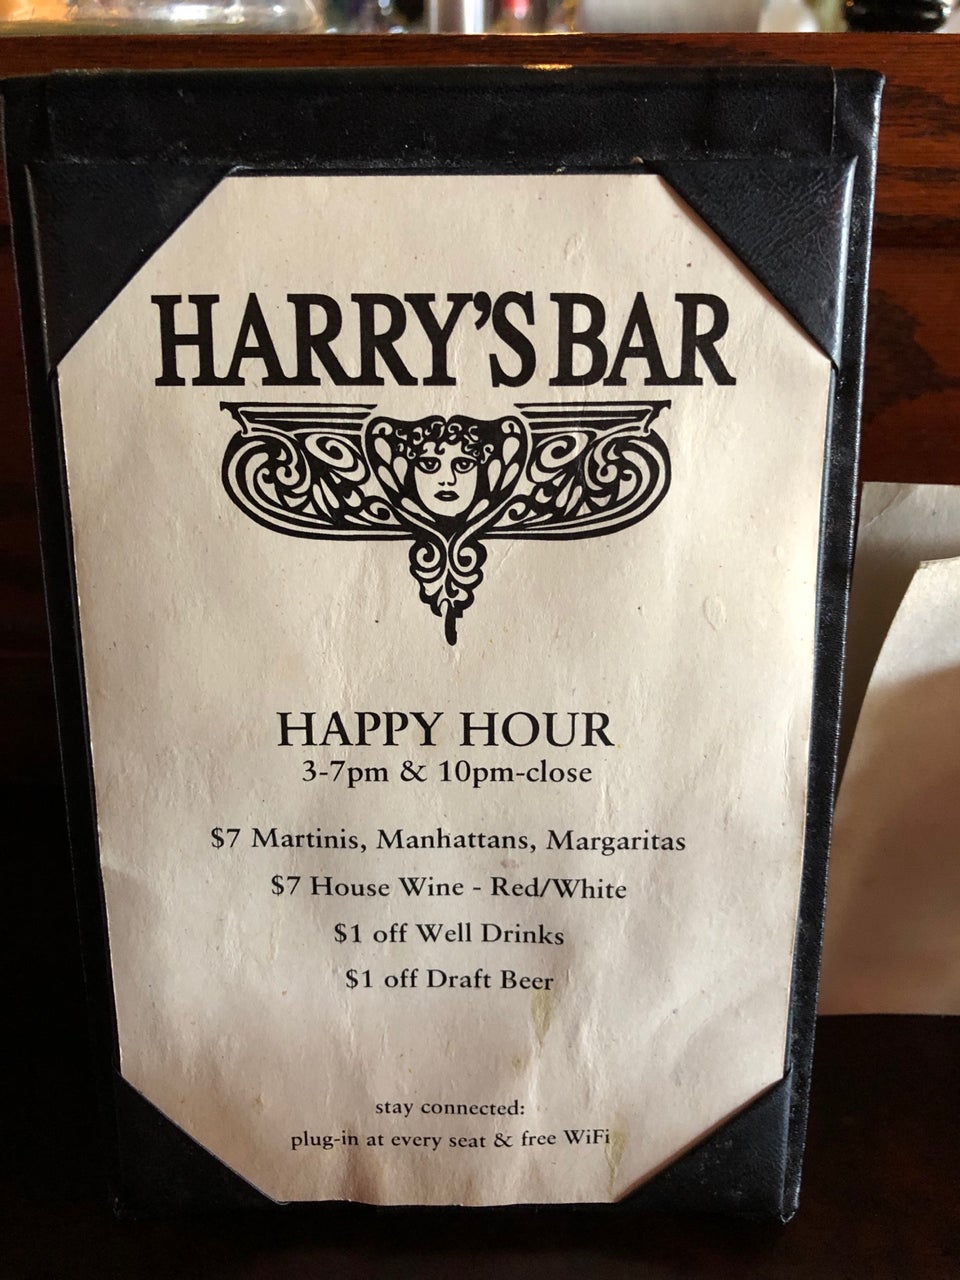 HARRY'S BAR
HAPPY HOUR
3-7pm & 10pm-close
$7 Martinis, Manhattans, Margaritas
$7 House Wine - Red/White
$1 off Well Drinks
$1 off Draft Beer
stay connected:
plug-in at every seat & free WiFi